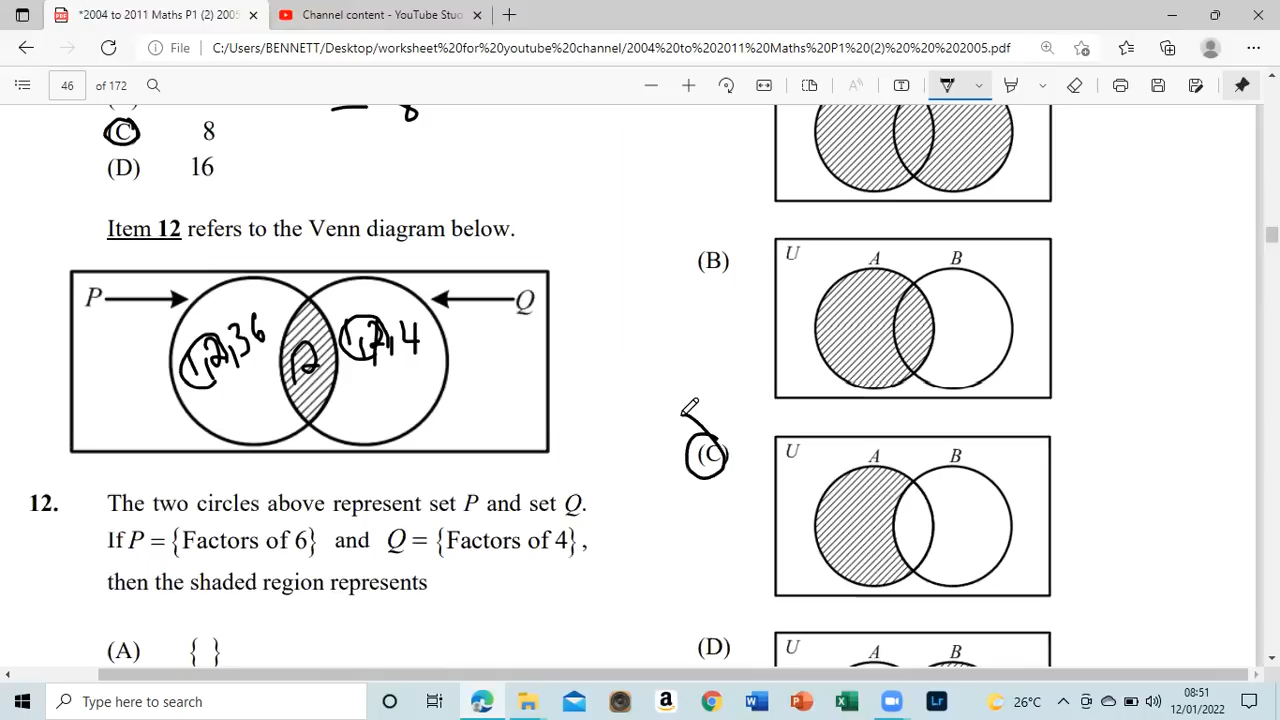 *2004 to 2011 Maths P1 (2) 2005
Channel content - YouTube Stuo
File
C:/Users/BENNETT/Desktop/worksheet%20for%20youtube%20channel/2004%20to%202011%20Maths%20P1%20(2)%20%20%202005.pdf
46 of 172
8
(C) 8
(D) 16
Item 12 refers to the Venn diagram below.
P
Q
1,2,36
12
1,2,4
12. The two circles above represent set P and set Q.
If P = {Factors of 6} and Q = {Factors of 4},
then the shaded region represents
(A) { }
(B)
U A B
(C)
U A B
(D)
U A B
Type here to search
26°C
08:51
12/01/2022